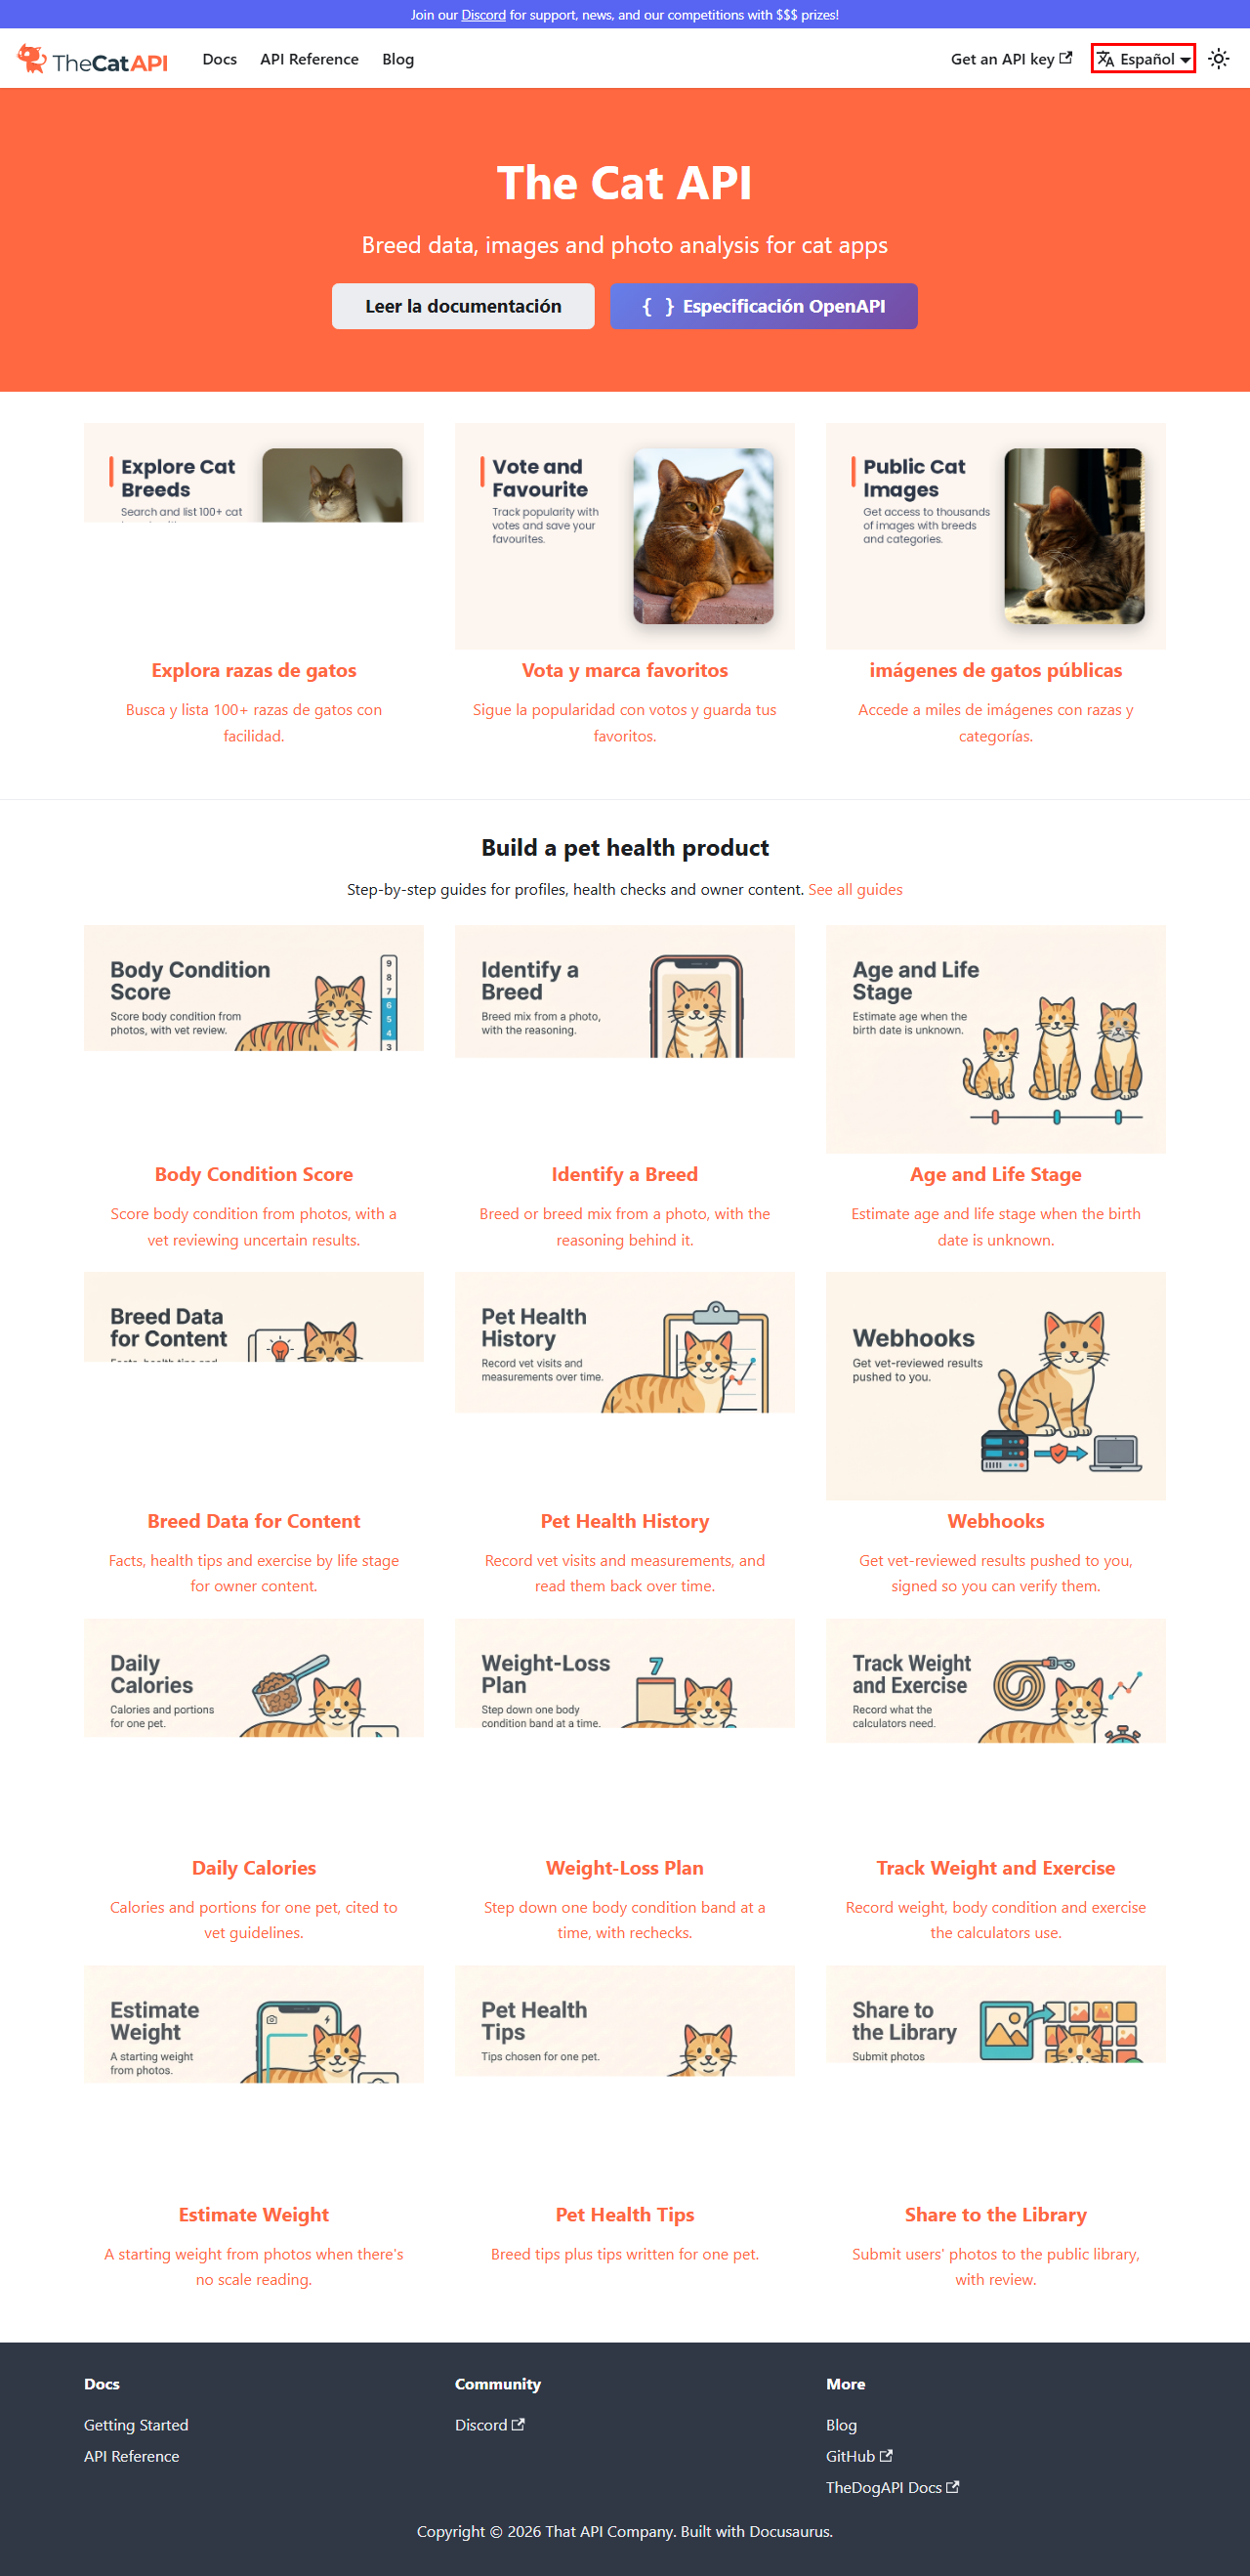 Join our Discord for support, news, and our competitions with $$$ prizes!
TheCatAPI
Docs
API Reference
Blog
Get an API key
Español
The Cat API
Breed data, images and photo analysis for cat apps
Leer la documentación
{ } Especificación OpenAPI
Explore Cat
Breeds
Search and list 100+ cat
Vote and
Favourite
Track popularity with
votes and save your
favourites.
Public Cat
Images
Get access to thousands
of images with breeds
and categories.
Explora razas de gatos
Busca y lista 100+ razas de gatos con
facilidad.
Vota y marca favoritos
Sigue la popularidad con votos y guarda tus
favoritos.
imágenes de gatos públicas
Accede a miles de imágenes con razas y
categorías.
Build a pet health product
Step-by-step guides for profiles, health checks and owner content. See all guides
Body Condition
Score
Score body condition from
photos, with vet review.
9
8
7
6
5
4
3
Identify a
Breed
Breed mix from a photo,
with the reasoning.
Age and Life
Stage
Estimate age when the
birth date is unknown.
Body Condition Score
Score body condition from photos, with a
vet reviewing uncertain results.
Identify a Breed
Breed or breed mix from a photo, with the
reasoning behind it.
Age and Life Stage
Estimate age and life stage when the birth
date is unknown.
Breed Data
for Content
Pet Health
History
Record vet visits and
measurements over time.
Webhooks
Get vet-reviewed results
pushed to you.
Breed Data for Content
Facts, health tips and exercise by life stage
for owner content.
Pet Health History
Record vet visits and measurements, and
read them back over time.
Webhooks
Get vet-reviewed results pushed to you,
signed so you can verify them.
Daily
Calories
Calories and portions
for one pet.
Weight-Loss
Plan
Step down one body
condition band at a time.
7
Track Weight
and Exercise
Record what the
calculators need.
Daily Calories
Calories and portions for one pet, cited to
vet guidelines.
Weight-Loss Plan
Step down one body condition band at a
time, with rechecks.
Track Weight and Exercise
Record weight, body condition and exercise
the calculators use.
Estimate
Weight
A starting weight
from photos.
Pet Health
Tips
Tips chosen for one pet.
Share to
the Library
Submit photos
Estimate Weight
A starting weight from photos when there's
no scale reading.
Pet Health Tips
Breed tips plus tips written for one pet.
Share to the Library
Submit users' photos to the public library,
with review.
Docs
Getting Started
API Reference
Community
Discord
More
Blog
GitHub
TheDogAPI Docs
Copyright © 2026 That API Company. Built with Docusaurus.